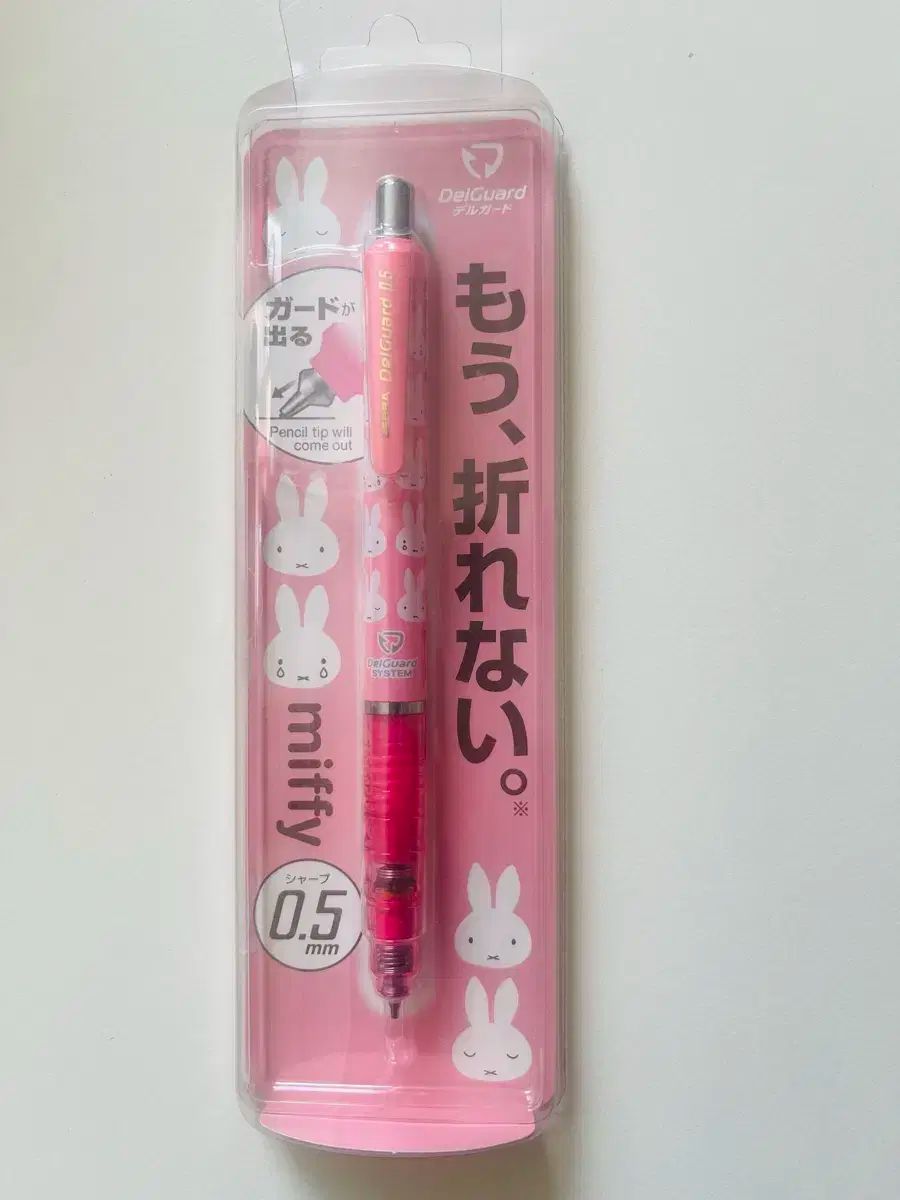 DelGuard
デルガード
ガードが
出る
Pencil tip will
come out
もう、折れない。
※
ZEBRA DelGuard 0.5
DelGuard
SYSTEM
miffy
シャープ
0.5
mm